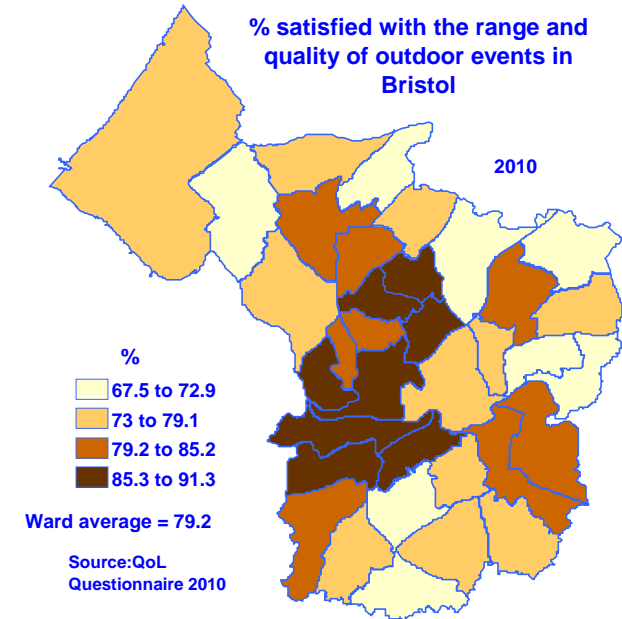 % satisfied with the range and
quality of outdoor events in
Bristol
2010
%
67.5 to 72.9
73 to 79.1
79.2 to 85.2
85.3 to 91.3
Ward average = 79.2
Source:QoL
Questionnaire 2010